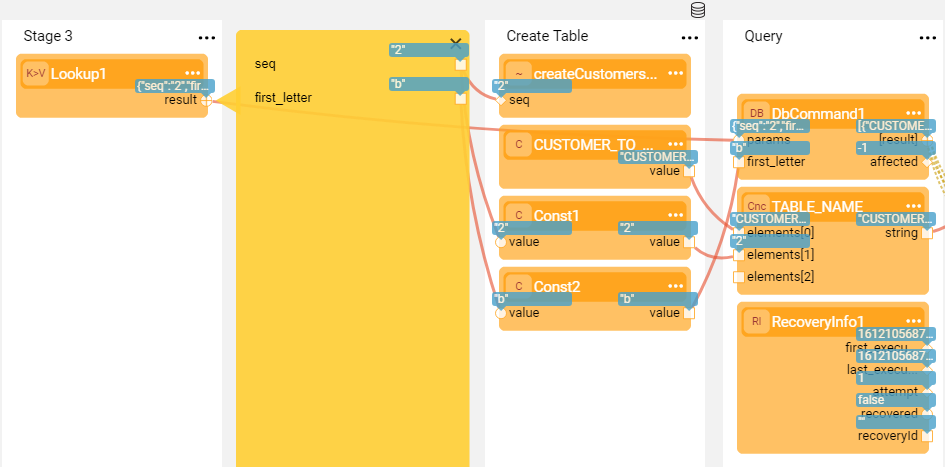 Stage 3
...
K>V Lookup1 ...
{"seq":"2","fir...
result
"2"
seq
"b"
first_letter
Create Table
...
~ createCustomers... ...
"2"
seq
C CUSTOMER_TO_... ...
"CUSTOMER...
value
C Const1 ...
"2" "2"
value value
C Const2 ...
"b" "b"
value value
Query
...
DB DbCommand1 ...
{"seq":"2","fir... [{"CUSTOME...
params [result]
"b" -1
first_letter affected
Cnc TABLE_NAME ...
"CUSTOMER... "CUSTOMER...
elements[0] string
"2"
elements[1]
elements[2]
RI RecoveryInfo1 ...
1612105687...
first_execu...
1612105687...
last_execu...
1
attempt
false
recovered
""
recoveryId